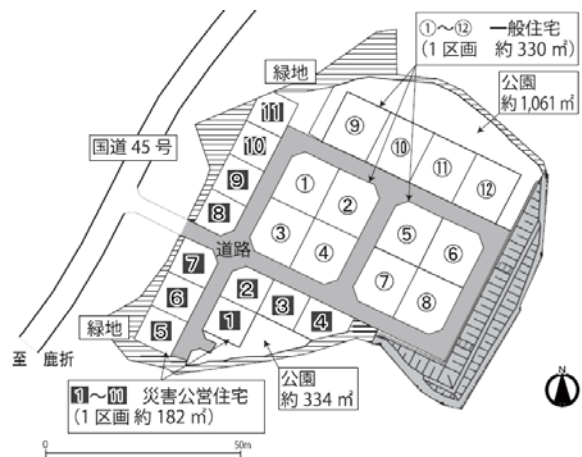 ①~⑫ 一般住宅
(1区画 約330㎡)
緑地
公園
約1,061㎡
国道45号
11
10
9
8
7
6
5
⑨
⑩
⑪
⑫
①
②
③
④
⑤
⑥
⑦
⑧
道路
2
3
4
1
緑地
至 鹿折
公園
約334㎡
1~11 災害公営住宅
(1区画 約182㎡)
0
50m
N